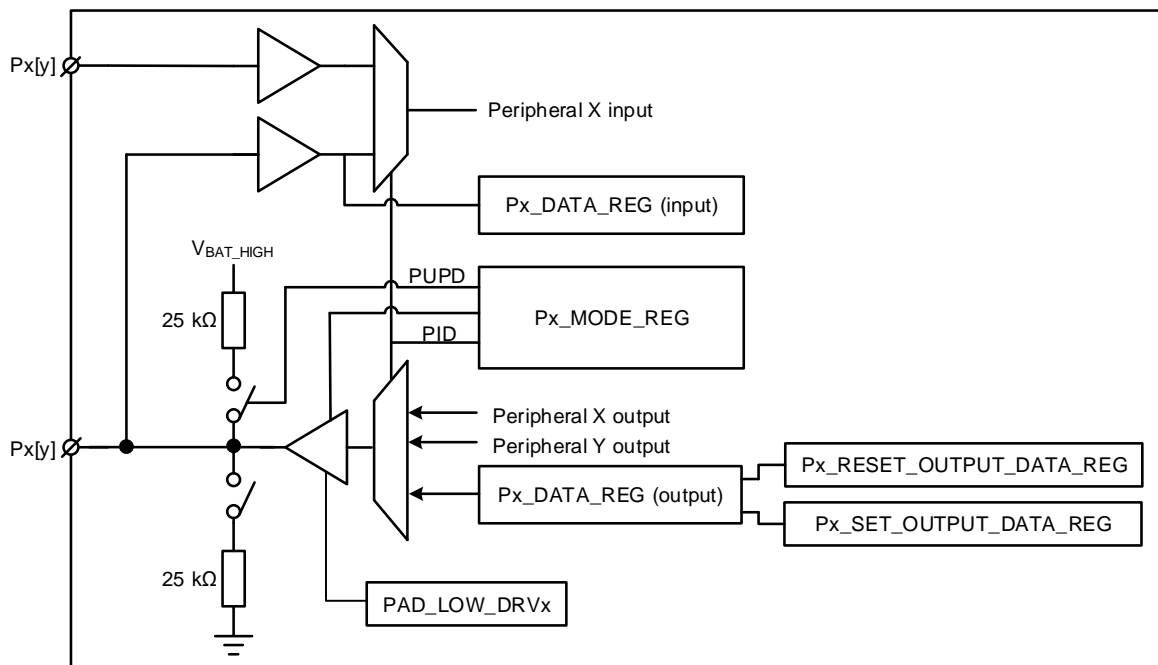 Px[y]
Peripheral X input
Px_DATA_REG (input)
VBAT_HIGH
PUPD
25 kΩ
Px_MODE_REG
PID
Peripheral X output
Px[y]
Peripheral Y output
Px_RESET_OUTPUT_DATA_REG
Px_DATA_REG (output)
Px_SET_OUTPUT_DATA_REG
25 kΩ
PAD_LOW_DRVx